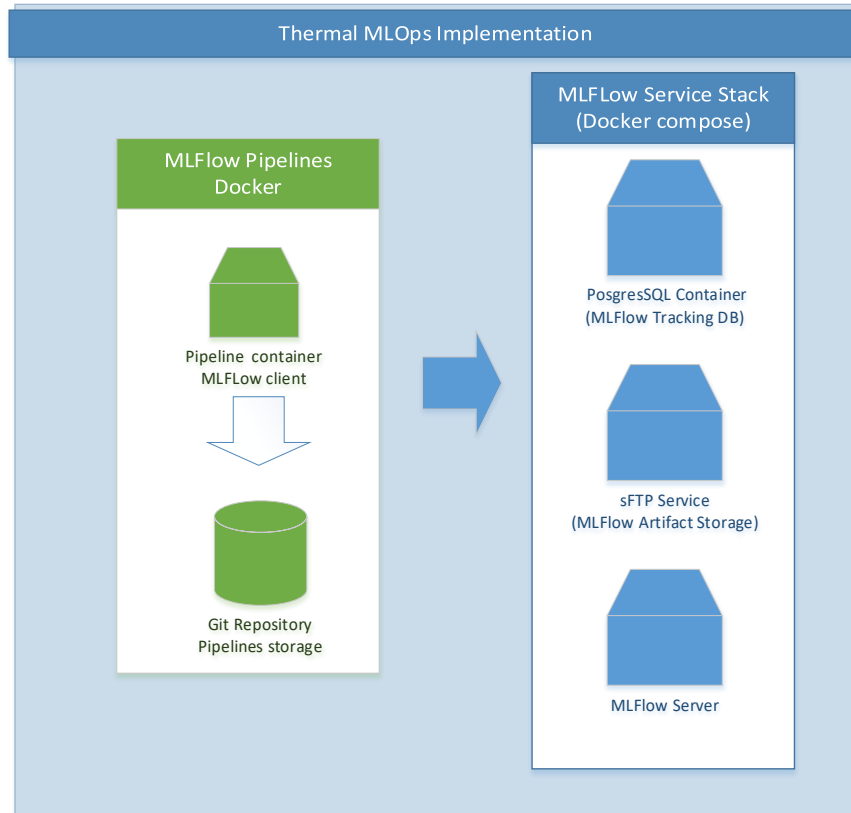 Thermal MLOps Implementation
MLFlow Pipelines
Docker
Pipeline container
MLFLow client
Git Repository
Pipelines storage
MLFLow Service Stack
(Docker compose)
PosgresSQL Container
(MLFlow Tracking DB)
sFTP Service
(MLFlow Artifact Storage)
MLFlow Server